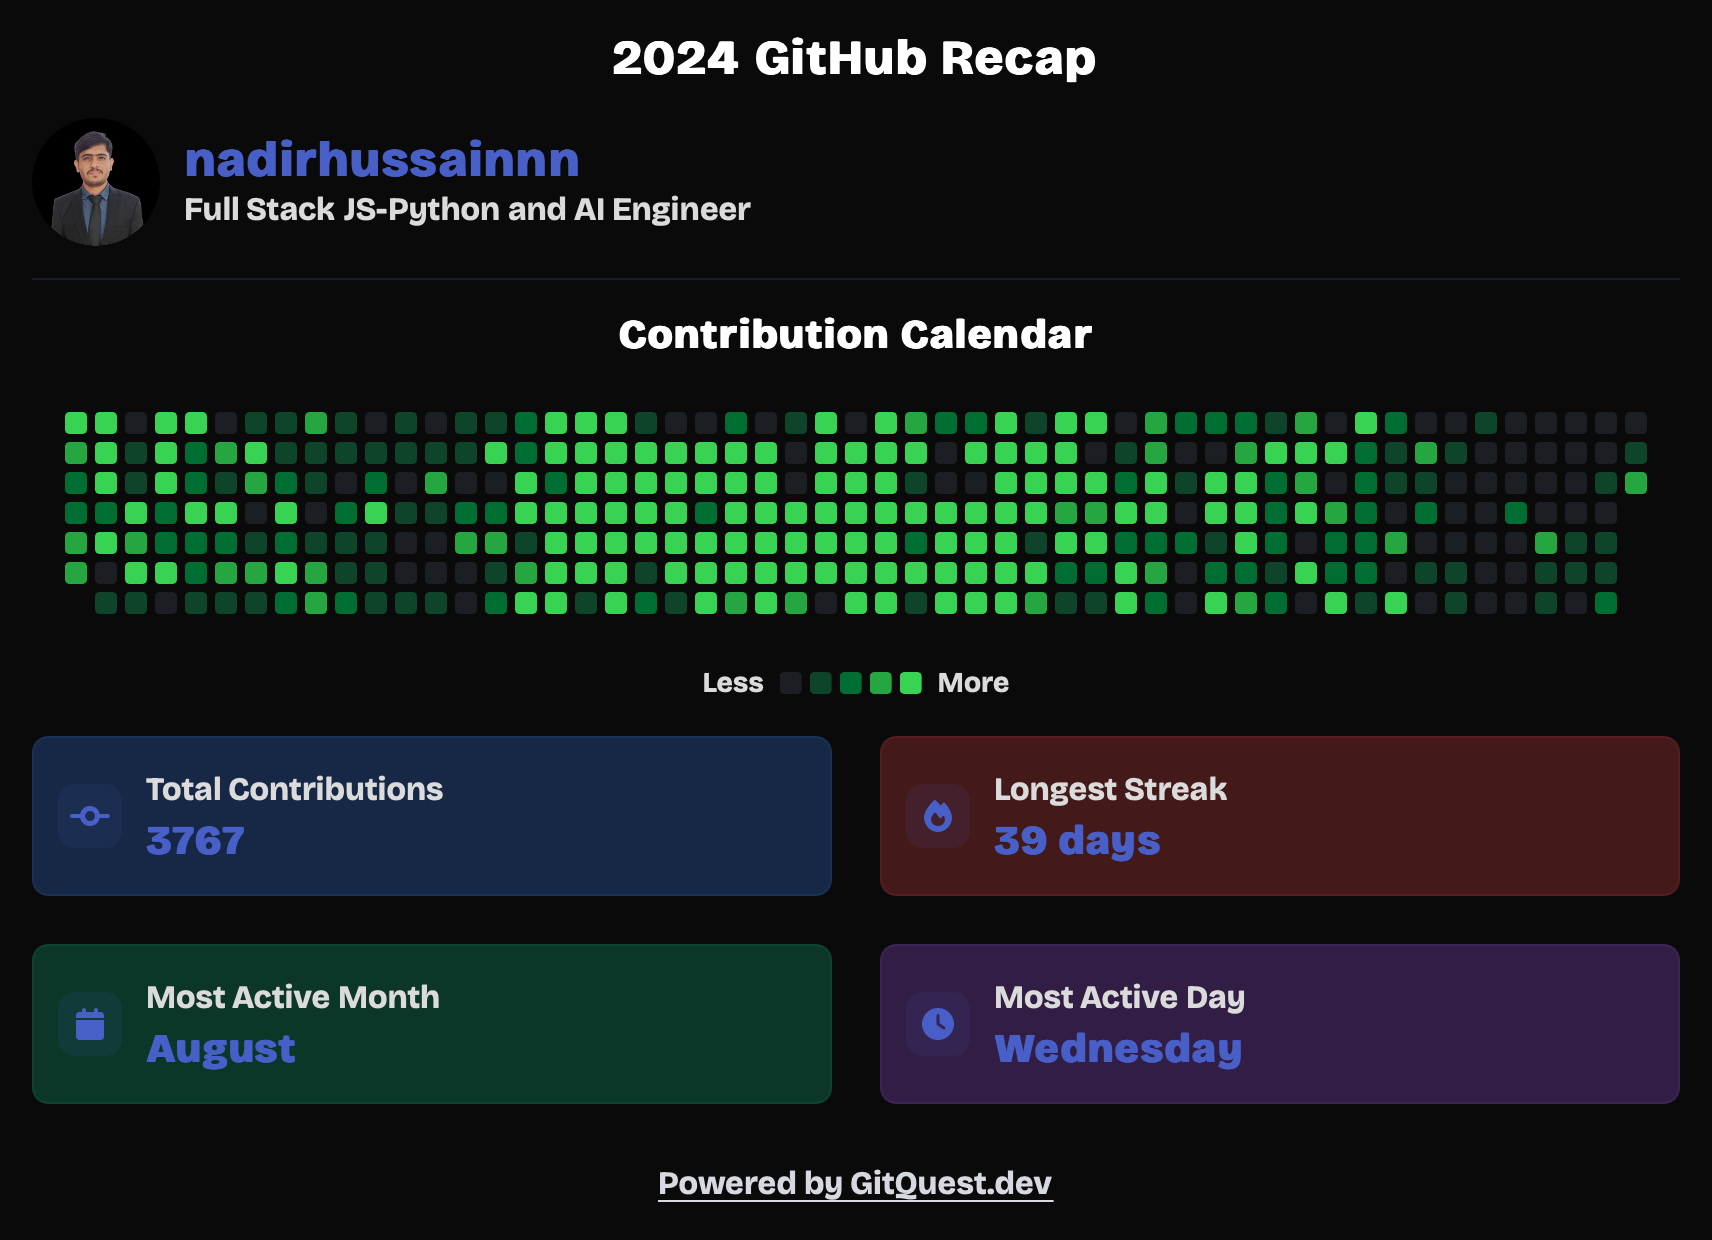 2024 GitHub Recap
nadirhussainnn
Full Stack JS-Python and AI Engineer
Contribution Calendar
Less
More
Total Contributions
3767
Longest Streak
39 days
Most Active Month
August
Most Active Day
Wednesday
Powered by GitQuest.dev